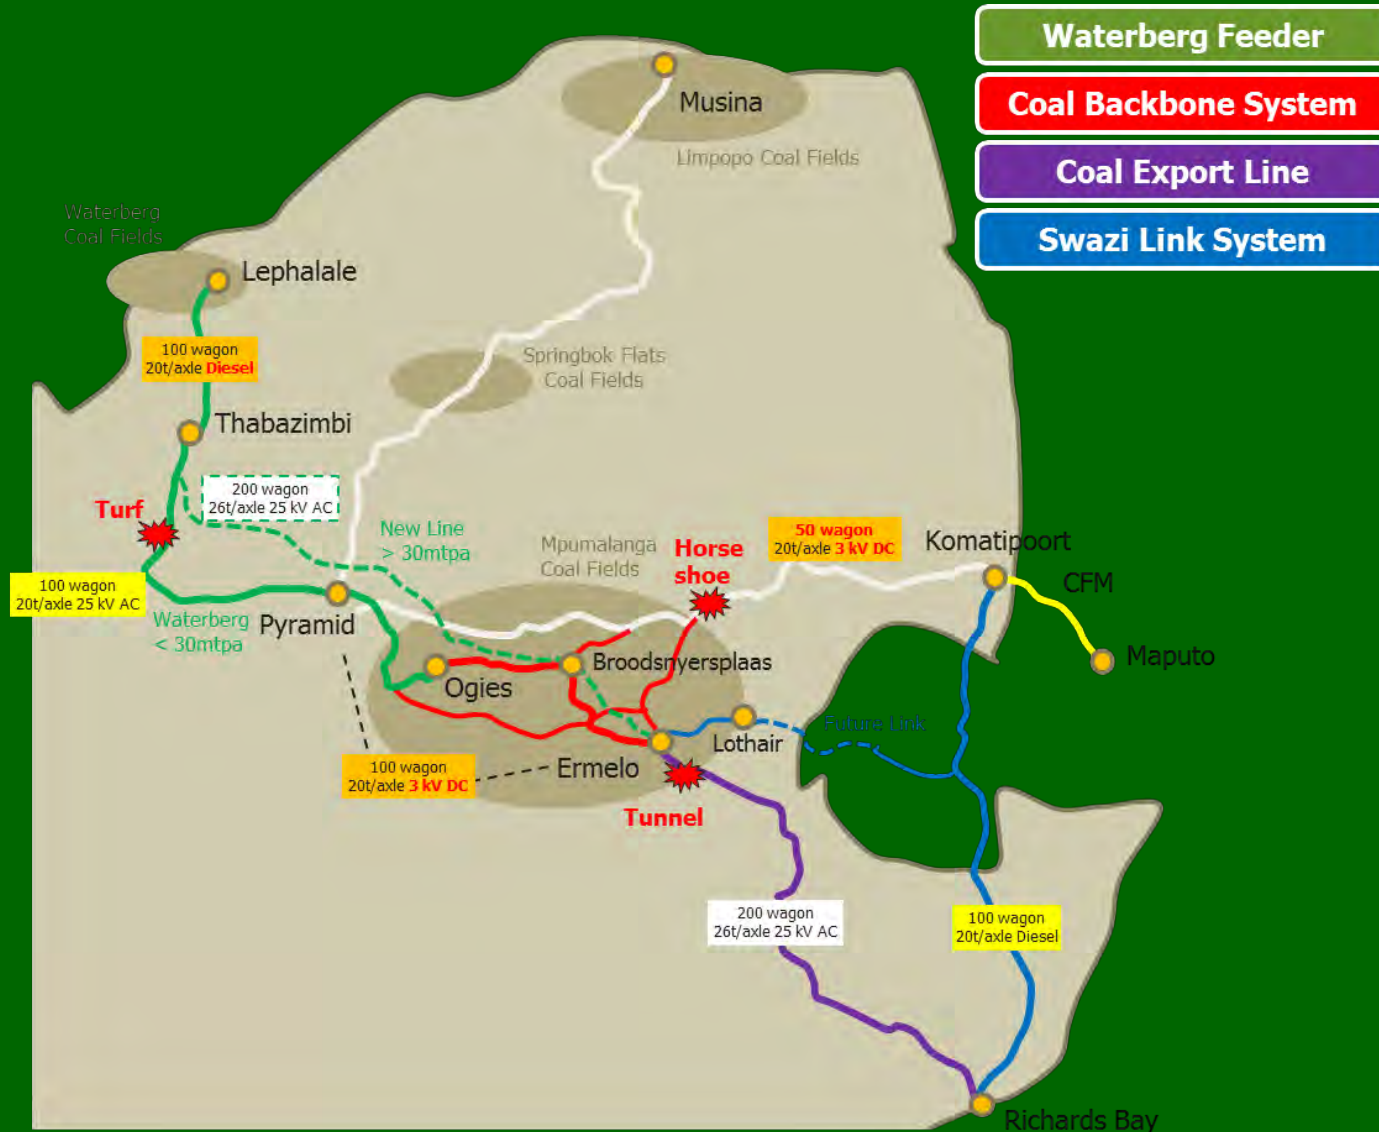 Waterberg Feeder
Coal Backbone System
Coal Export Line
Swazi Link System
Musina
Limpopo Coal Fields
Waterberg
Coal Fields
Lephalale
100 wagon
20t/axle Diesel
Springbok Flats
Coal Fields
Thabazimbi
200 wagon
26t/axle 25 kV AC
Turf
New Line
> 30mtpa
Mpumalanga
Coal Fields
Horse
shoe
50 wagon
20t/axle 3 kV DC
Komatipoort
CFM
100 wagon
20t/axle 25 kV AC
Waterberg
< 30mtpa
Pyramid
Maputo
Broodsnyersplaas
Ogies
Lothair
Future Link
Ermelo
100 wagon
20t/axle 3 kV DC
Tunnel
200 wagon
26t/axle 25 kV AC
100 wagon
20t/axle Diesel
Richards Bay